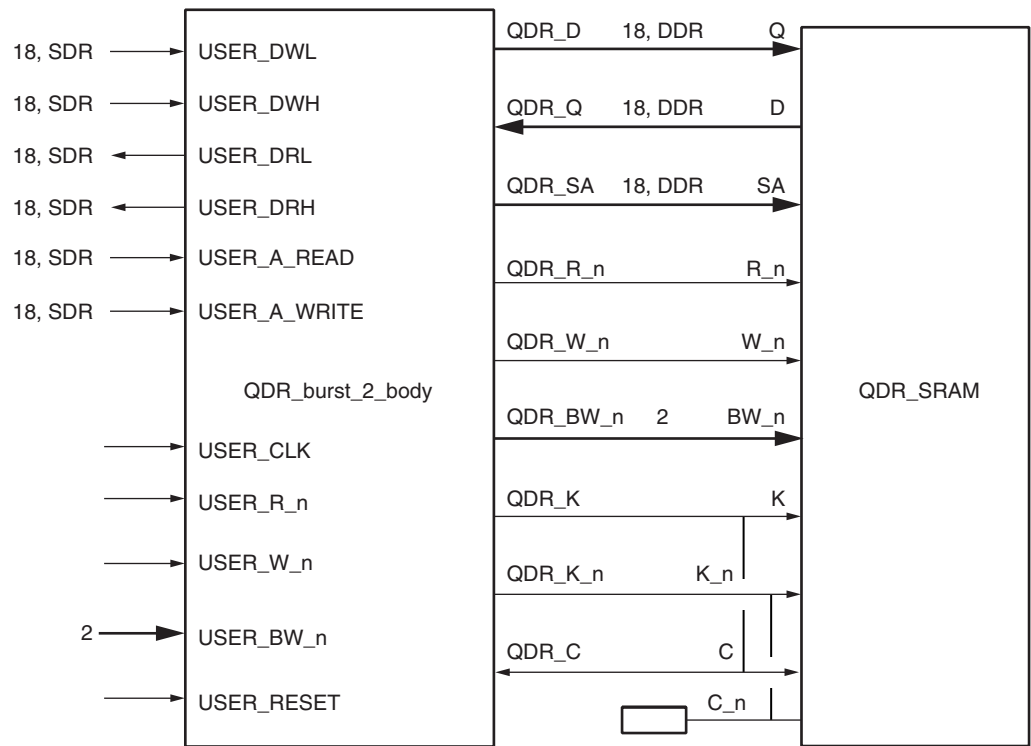 QDR_D 18, DDR Q
18, SDR USER_DWL
18, SDR USER_DWH
QDR_Q 18, DDR D
18, SDR USER_DRL
QDR_SA 18, DDR SA
18, SDR USER_DRH
18, SDR USER_A_READ
QDR_R_n R_n
18, SDR USER_A_WRITE
QDR_W_n W_n
QDR_burst_2_body
QDR_SRAM
QDR_BW_n 2 BW_n
USER_CLK
USER_R_n
QDR_K K
USER_W_n
QDR_K_n K_n
2 USER_BW_n
QDR_C C
USER_RESET
C_n